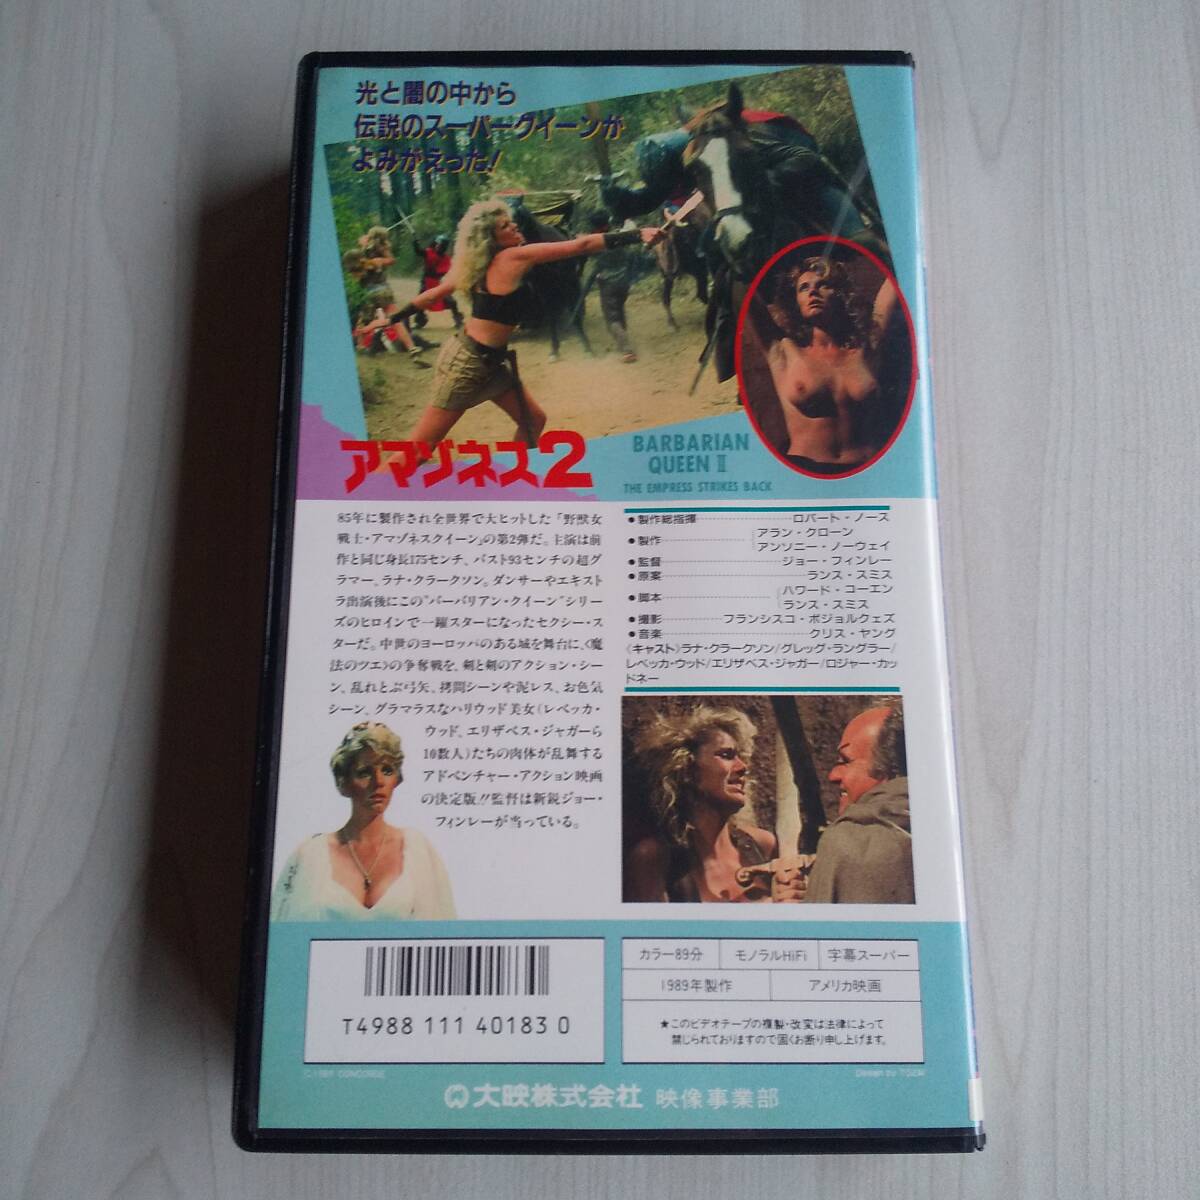 光と闇の中から
伝説のスーパークイーンが
よみがえった!
アマゾネス2
BARBARIAN
QUEEN II
THE EMPRESS STRIKES BACK
85年に製作され全世界で大ヒットした「野獣女
戦士・アマゾネスクイーン」の第2弾だ。主演は前
作と同じ身長175センチ、バスト93センチの超グ
ラマー、ラナ・クラークソン。ダンサーやエキスト
ラ出演後にこの"バーバリアン・クイーン"シリー
ズのヒロインで一躍スターになったセクシー・ス
ターだ。中世のヨーロッパのある城を舞台に、〈魔
法のツエ〉の争奪戦を、剣と剣のアクション・シー
ン、乱れとぶ弓矢、拷問シーンや泥レス、お色気
シーン、グラマラスなハリウッド美女(レベッカ・
ウッド、エリザベス・ジャガーら
10数人)たちの肉体が乱舞する
アドベンチャー・アクション映画
の決定版!!監督は新鋭ジョー・
フィンレーが当っている。
●製作総指揮 ロバート・ノース
●製作 アラン・クローン
アンソニー・ノーウェイ
●監督 ジョー・フィンレー
●原案 ランス・スミス
●脚本 ハワード・コーエン
ランス・スミス
●撮影 フランシスコ・ボジョルクェズ
●音楽 クリス・ヤング
《キャスト》ラナ・クラークソン/グレッグ・ラングラー/
レベッカ・ウッド/エリザベス・ジャガー/ロジャー・カッ
ドネー
T4988 111 40183 0
カラー89分 モノラルHiFi 字幕スーパー
1989年製作 アメリカ映画
★このビデオテープの複製・改変は法律によって
禁じられておりますので固くお断り申し上げます。
大映株式会社 映像事業部